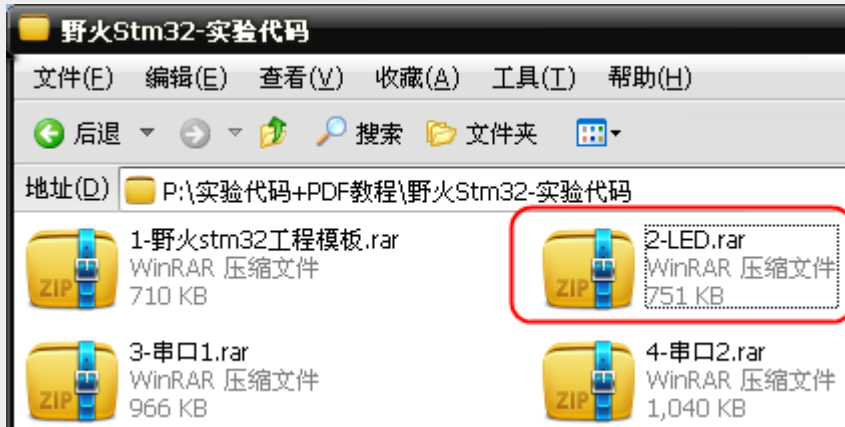 野火Stm32-实验代码
文件(F) 编辑(E) 查看(V) 收藏(A) 工具(T) 帮助(H)
后退 搜索 文件夹
地址(D) P:\实验代码+PDF教程\野火Stm32-实验代码
1-野火stm32工程模板.rar
WinRAR 压缩文件
710 KB
ZIP
2-LED.rar
WinRAR 压缩文件
751 KB
ZIP
3-串口1.rar
WinRAR 压缩文件
966 KB
ZIP
4-串口2.rar
WinRAR 压缩文件
1,040 KB
ZIP